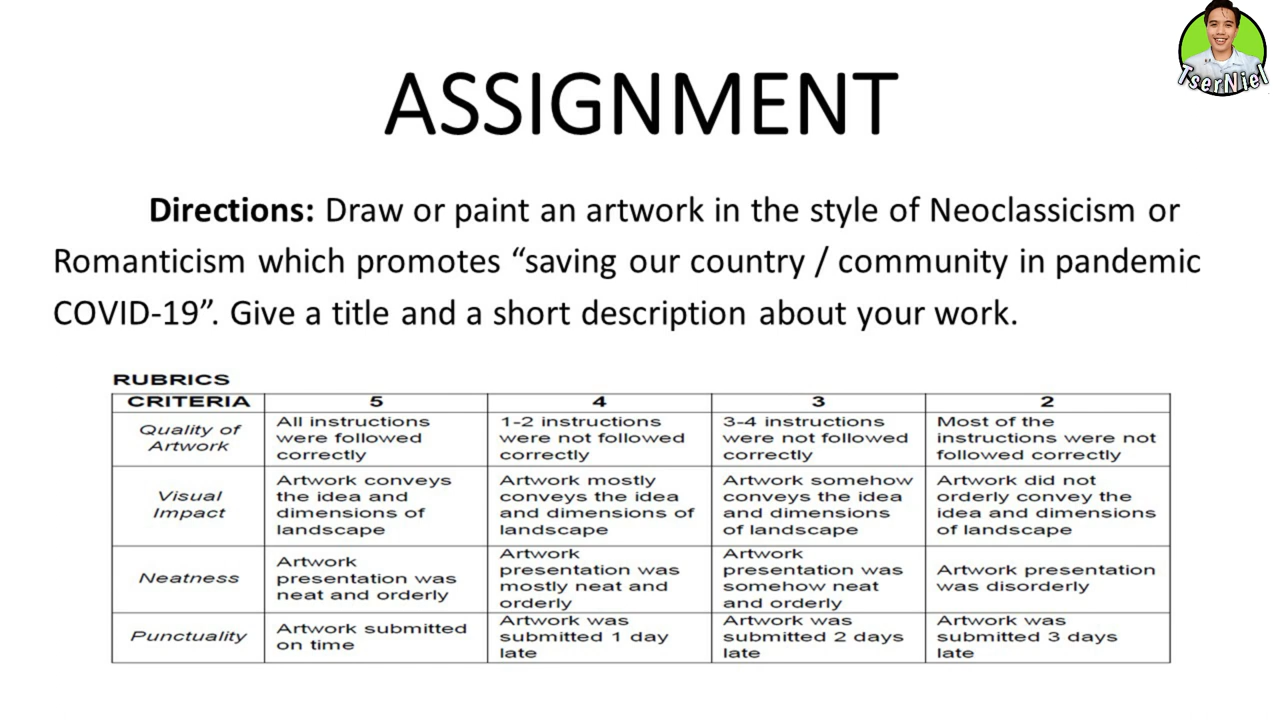 TserNiel
ASSIGNMENT
Directions: Draw or paint an artwork in the style of Neoclassicism or
Romanticism which promotes “saving our country / community in pandemic
COVID-19”. Give a title and a short description about your work.
RUBRICS
CRITERIA 5 4 3 2
Quality of
Artwork
All instructions
were followed
correctly
1-2 instructions
were not followed
correctly
3-4 instructions
were not followed
correctly
Most of the
instructions were not
followed correctly
Visual
Impact
Artwork conveys
the idea and
dimensions of
landscape
Artwork mostly
conveys the idea
and dimensions of
landscape
Artwork somehow
conveys the idea
and dimensions
of landscape
Artwork did not
orderly convey the
idea and dimensions
of landscape
Neatness
Artwork
presentation was
neat and orderly
Artwork
presentation was
mostly neat and
orderly
Artwork
presentation was
somehow neat
and orderly
Artwork presentation
was disorderly
Punctuality
Artwork submitted
on time
Artwork was
submitted 1 day
late
Artwork was
submitted 2 days
late
Artwork was
submitted 3 days
late